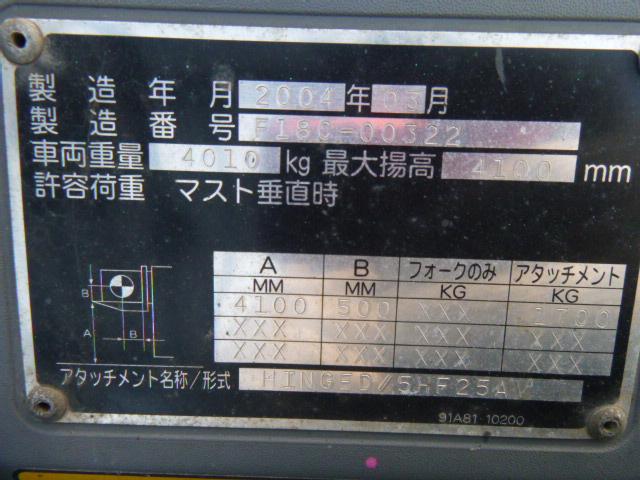 製造年月 2004年03月
製造番号 F18C-00322
車両重量 4010 kg 最大揚高 4100 mm
許容荷重 マスト垂直時
A MM B MM フォークのみ KG アタッチメント KG
4100 500 XXX 1700
XXX XXX XXX XXX
XXX XXX XXX XXX
B
A B
アタッチメント名称/形式 HINGED/5HF25AV
91A81-10200